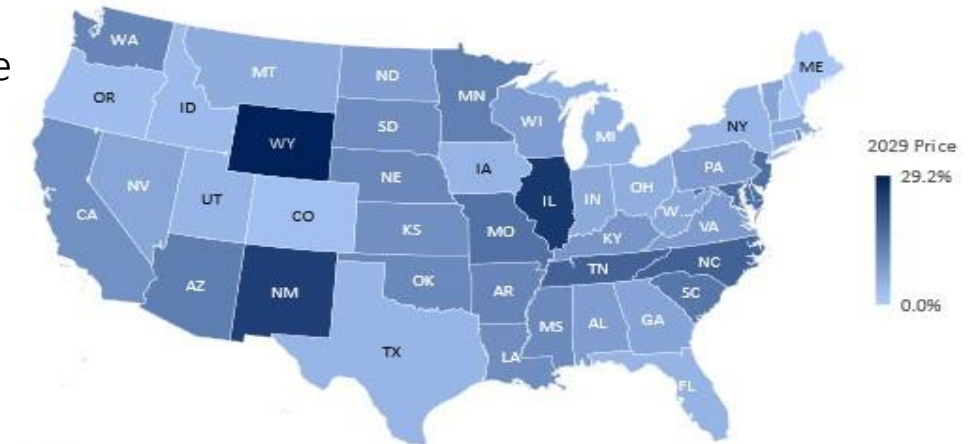 e
WA
MT
ND
MN
ME
OR
ID
SD
WI
MI
NY
WY
IA
NE
PA
NV
UT
CO
IL
IN
OH
W...
VA
CA
KS
MO
KY
AZ
NM
OK
AR
TN
NC
SC
TX
MS
AL
GA
LA
FL
2029 Price
29.2%
0.0%